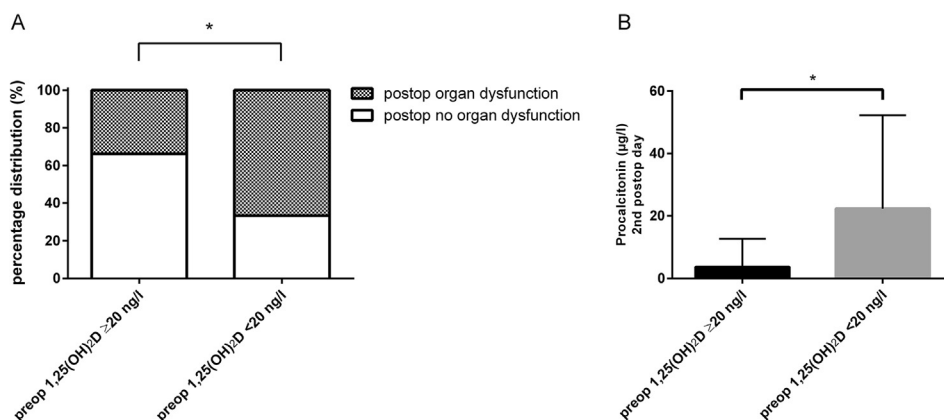 A
*
percentage distribution (%)
100
80
60
40
20
0
preop 1,25(OH)2D ≥20 ng/l
preop 1,25(OH)2D <20 ng/l
postop organ dysfunction
postop no organ dysfunction
B
*
Procalcitonin (µg/l)
2nd postop day
60
40
20
0
preop 1,25(OH)2D ≥20 ng/l
preop 1,25(OH)2D <20 ng/l